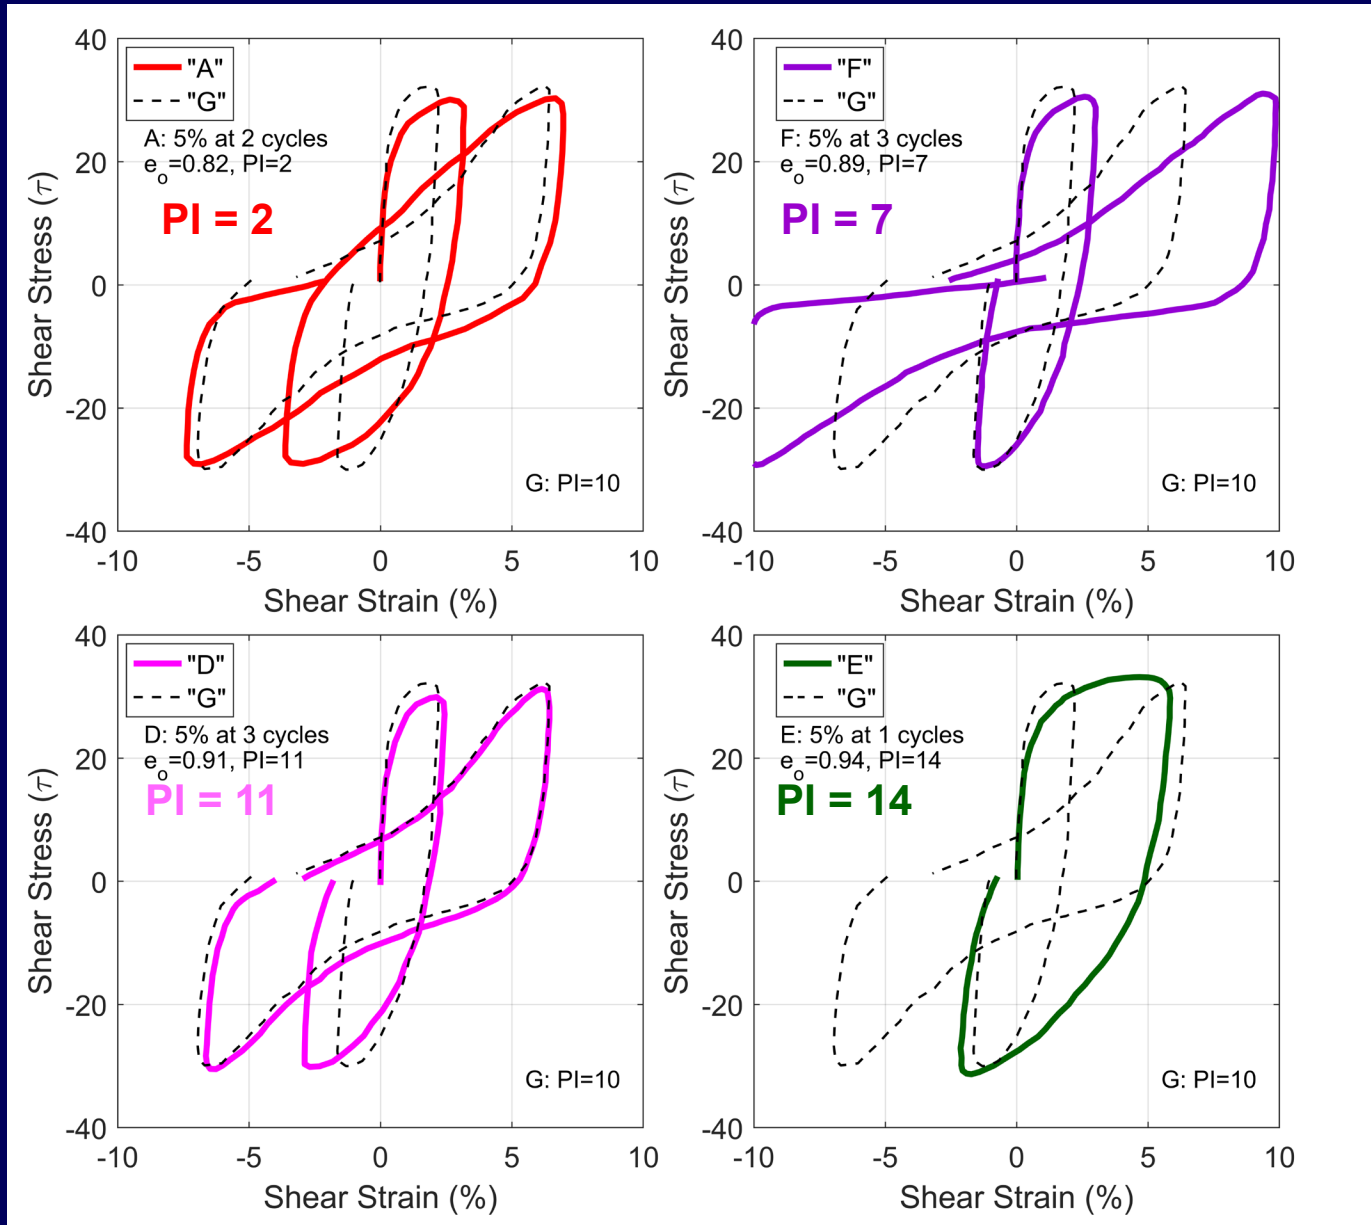 40
20
0
-20
-40
Shear Stress (τ)
"A"
"G"
A: 5% at 2 cycles
e_o=0.82, PI=2
PI = 2
G: PI=10
-10 -5 0 5 10
Shear Strain (%)
40
20
0
-20
-40
Shear Stress (τ)
"F"
"G"
F: 5% at 3 cycles
e_o=0.89, PI=7
PI = 7
G: PI=10
-10 -5 0 5 10
Shear Strain (%)
40
20
0
-20
-40
Shear Stress (τ)
"D"
"G"
D: 5% at 3 cycles
e_o=0.91, PI=11
PI = 11
G: PI=10
-10 -5 0 5 10
Shear Strain (%)
40
20
0
-20
-40
Shear Stress (τ)
"E"
"G"
E: 5% at 1 cycles
e_o=0.94, PI=14
PI = 14
G: PI=10
-10 -5 0 5 10
Shear Strain (%)